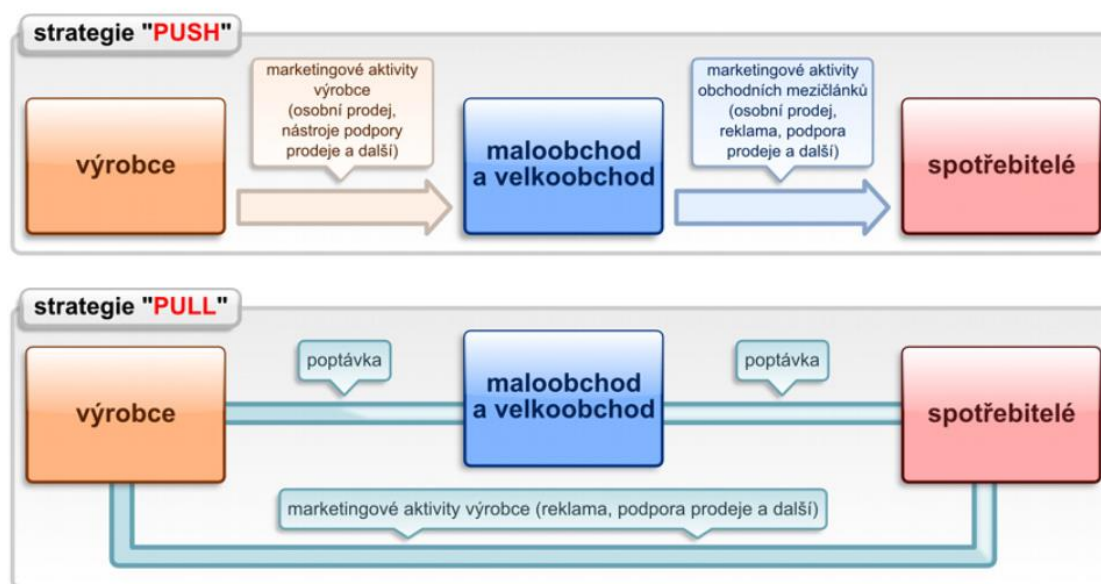 strategie "PUSH"
marketingové aktivity
výrobce
(osobní prodej,
nástroje podpory
prodeje a další)
marketingové aktivity
obchodních mezičlánků
(osobní prodej,
reklama, podpora
prodeje a další)
výrobce
maloobchod
a velkoobchod
spotřebitelé
strategie "PULL"
poptávka
poptávka
výrobce
maloobchod
a velkoobchod
spotřebitelé
marketingové aktivity výrobce (reklama, podpora prodeje a další)